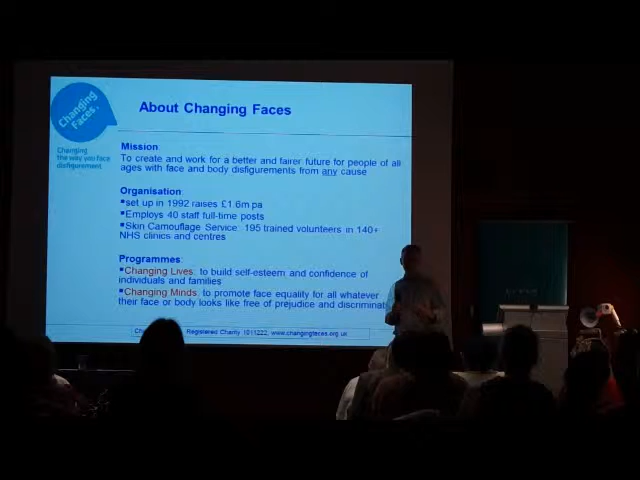 Changing
Faces.
Changing
the way you face
disfigurement
About Changing Faces
Mission
To create and work for a better and fairer future for people of all
ages with face and body disfigurements from any cause
Organisation:
▪set up in 1992 raises £1.6m pa
▪Employs 40 staff full-time posts
▪Skin Camouflage Service: 195 trained volunteers in 140+
NHS clinics and centres
Programmes:
▪Changing Lives: to build self-esteem and confidence of
individuals and families
▪Changing Minds: to promote face equality for all whatever
their face or body looks like free of prejudice and
Registered Charity 1011222, www.changingfaces.org.uk